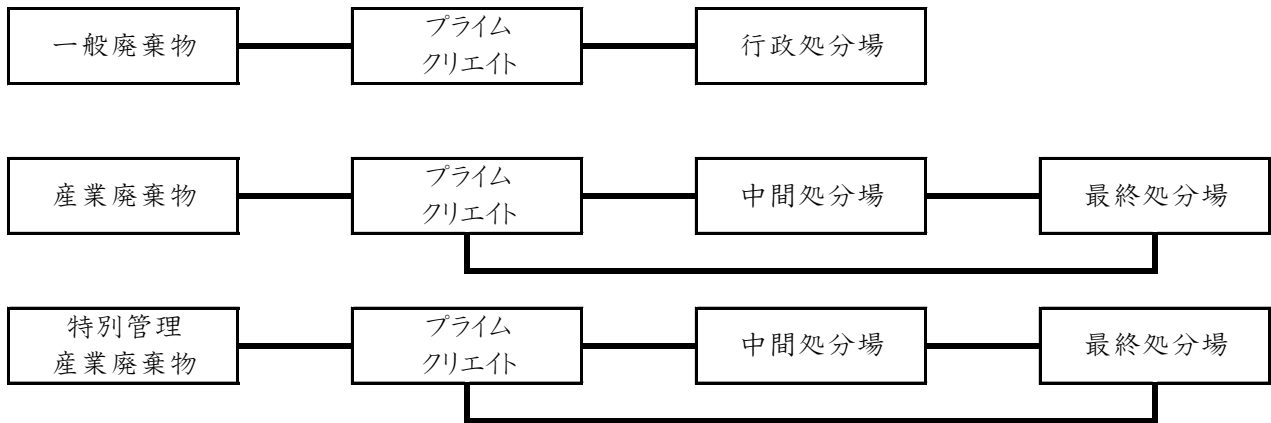 一般廃棄物
プライム
クリエイト
行政処分場
産業廃棄物
プライム
クリエイト
中間処分場
最終処分場
特別管理
産業廃棄物
プライム
クリエイト
中間処分場
最終処分場